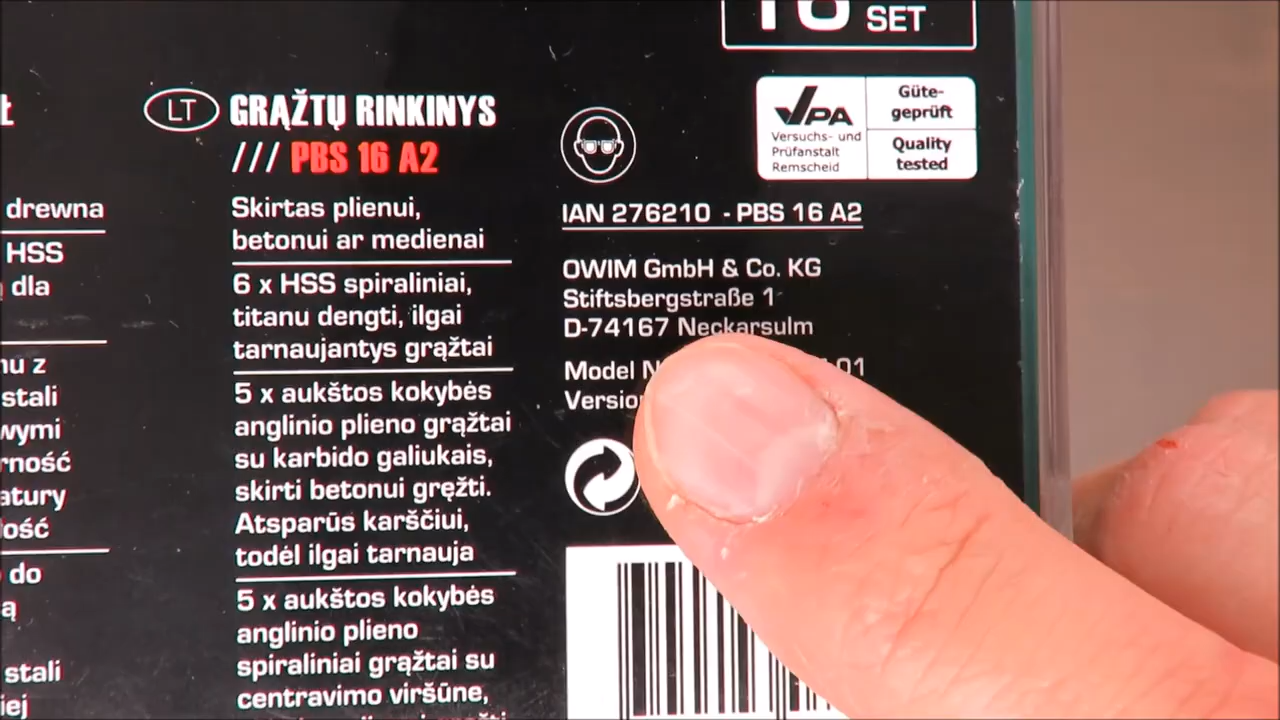 16 SET
Ł
drewna
HSS
dla
z
stali
wymi
rność
atury
ość
do
ą
stali
iej
LT
GRĄŽTŲ RINKINYS
/// PBS 16 A2
Skirtas plienui,
betonui ar medienai
6 x HSS spiraliniai,
titanu dengti, ilgai
tarnaujantys grąžtai
5 x aukštos kokybės
anglinio plieno grąžtai
su karbido galiukais,
skirti betonui gręžti.
Atsparūs karščiui,
todėl ilgai tarnauja
5 x aukštos kokybės
anglinio plieno
spiraliniai grąžtai su
centravimo viršūne,
VPA
Versuchs- und
Prüfanstalt
Remscheid
Güte-
geprüft
Quality
tested
IAN 276210 - PBS 16 A2
OWIM GmbH & Co. KG
Stiftsbergstraße 1
D-74167 Neckarsulm
Model
Version